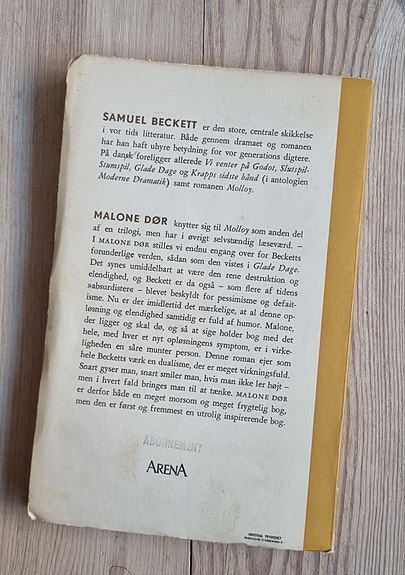 SAMUEL BECKETT er den store, centrale skikkelse
i vor tids litteratur. Både gennem dramaet og romanen
har han haft uhyre betydning for vor generations digtere.
På dansk foreligger allerede Vi venter på Godot, Slutspil-
Stumspil, Glade Dage og Krapps sidste bånd (i antologien
Moderne Dramatik) samt romanen Molloy.
MALONE DØR knytter sig til Molloy som anden del
af en trilogi, men har i øvrigt selvstændig læseværd. –
I MALONE DØR stilles vi endnu engang over for Becketts
forunderlige verden, sådan som den vistes i Glade Dage.
Det synes umiddelbart at være den rene destruktion og
elendighed, og Beckett er da også – som flere af tidens
»absurdister« – blevet beskyldt for pessimisme og defait-
isme. Nu er der imidlertid det mærkelige, at al denne op-
løsning og elendighed samtidig er fuld af humor. Malone,
der ligger og skal dø, og så at sige holder bog med det
hele, med hver et nyt opløsningens symptom, er i virke-
ligheden en såre munter person. Denne roman ejer som
hele Becketts værk en dualisme, der er meget virkningsfuld.
Snart gyser man, snart smiler man, hvis man ikke ler højt –
men i hvert fald bringes man til at tænke. MALONE DØR
er derfor både en meget morsom og meget frygtelig bog,
men den er først og fremmest en utrolig inspirerende bog.
ABONNEMENT
ARENA
UNIVERSAL TRYKKERIET